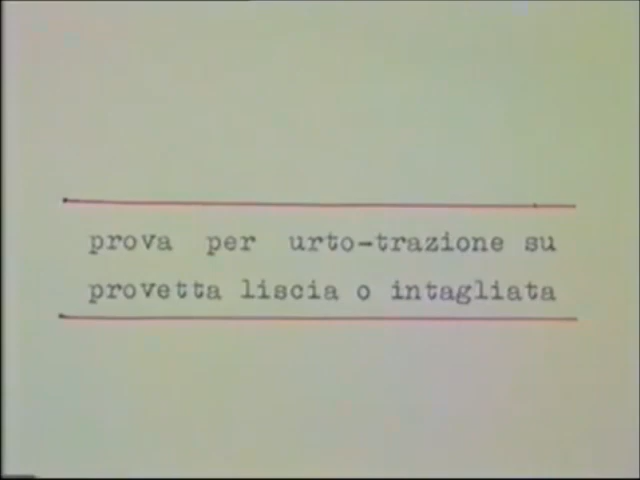 prova per urto-trazione su
provetta liscia o intagliata